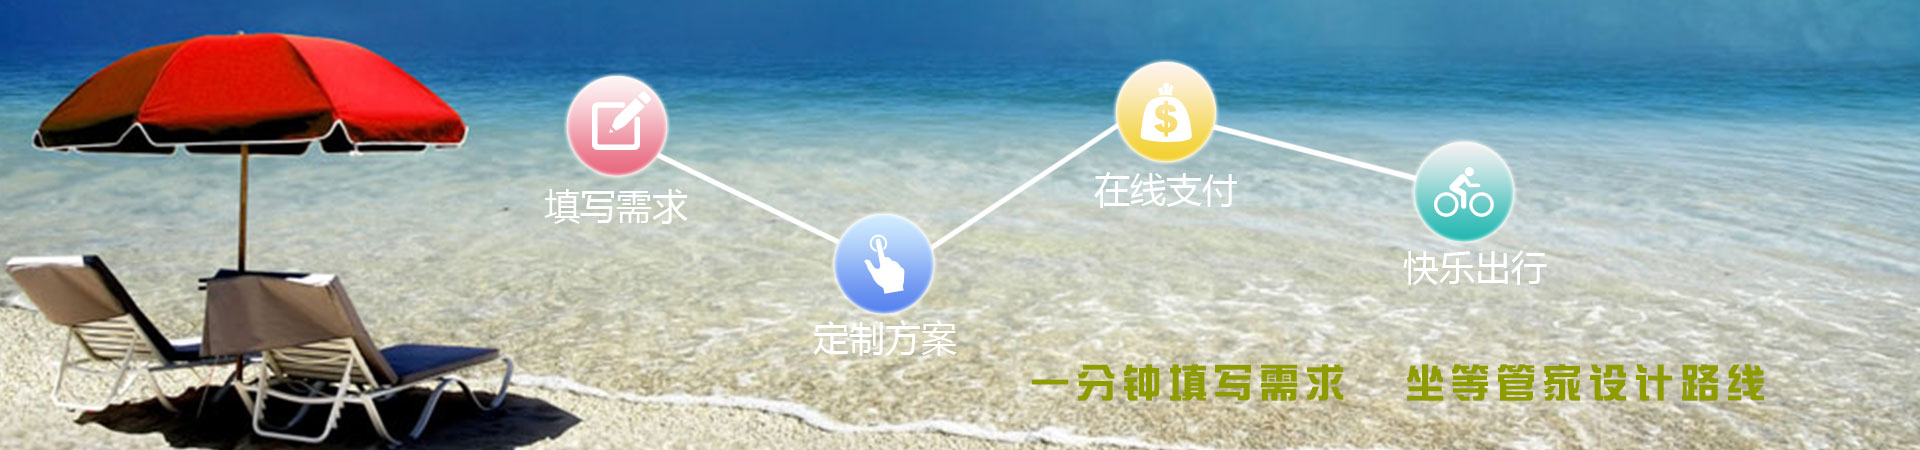 填写需求
定制方案
在线支付
快乐出行
一分钟填写需求 坐等管家设计路线